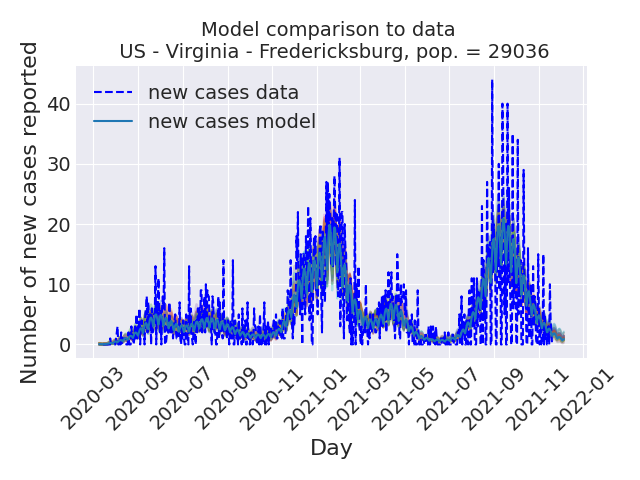 Model comparison to data
US - Virginia - Fredericksburg, pop. = 29036
Number of new cases reported
new cases data
new cases model
40
30
20
10
0
2020-03
2020-05
2020-07
2020-09
2020-11
2021-01
2021-03
2021-05
2021-07
2021-09
2021-11
2022-01
Day